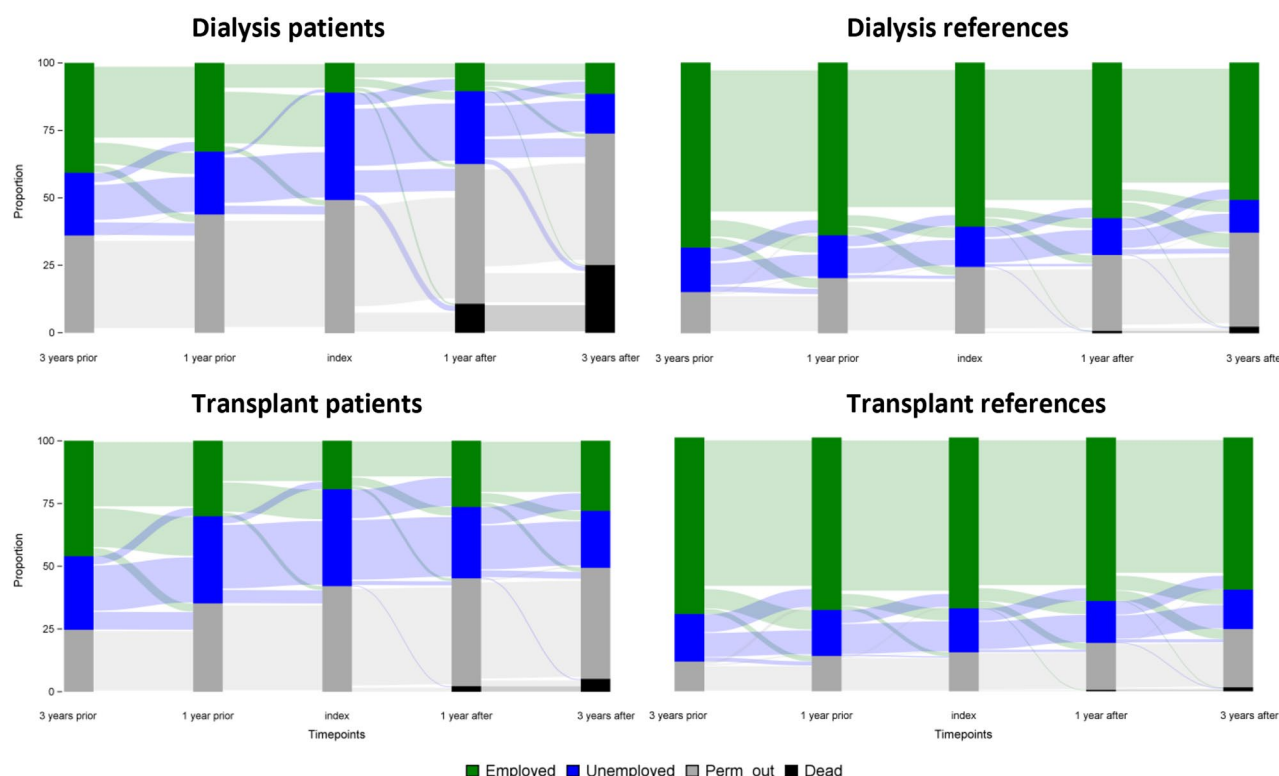 Dialysis patients
Dialysis references
100
75
50
25
0
Proportion
3 years prior 1 year prior index 1 year after 3 years after
3 years prior 1 year prior index 1 year after 3 years after
Transplant patients
Transplant references
100
75
50
25
0
Proportion
3 years prior 1 year prior index 1 year after 3 years after
Timepoints
3 years prior 1 year prior index 1 year after 3 years after
Timepoints
Employed Unemployed Perm_out Dead